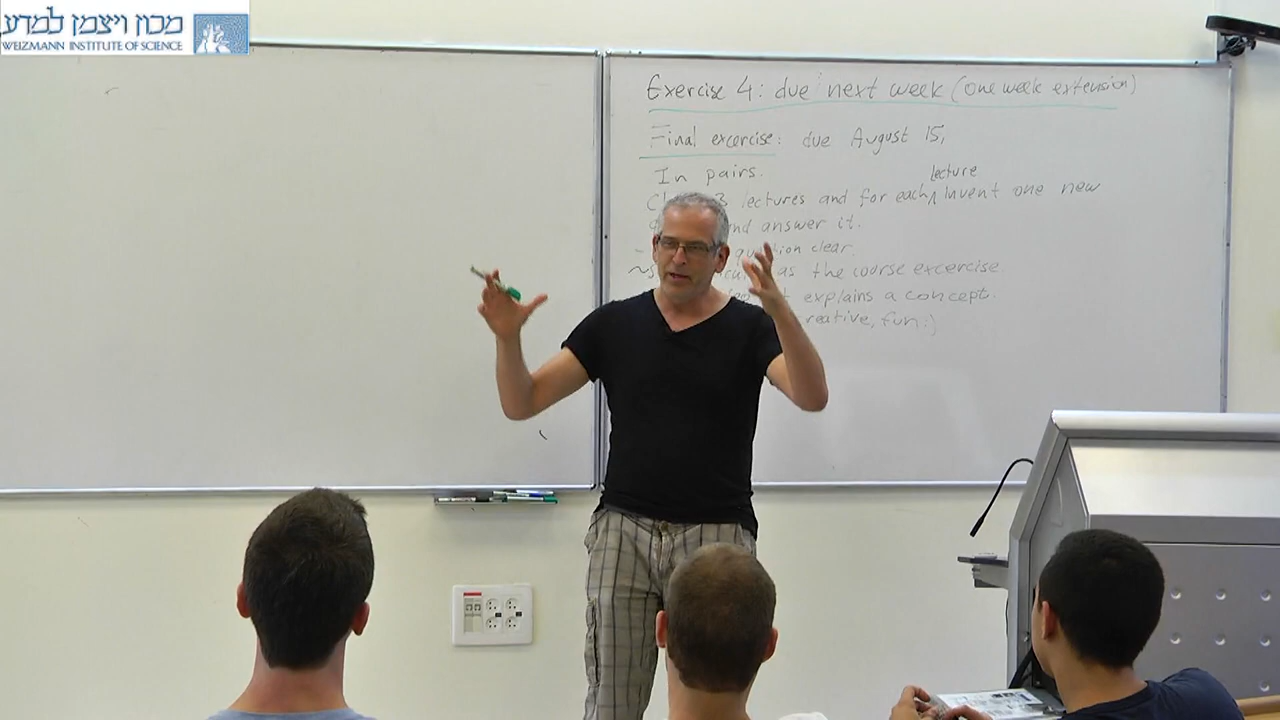 מכון ויצמן למדע
WEIZMANN INSTITUTE OF SCIENCE
Exercise 4: due next week (one week extension)
Final excercise: due August 15,
In pairs.
lecture
3 lectures and for each invent one new
and answer it.
question clear
as the course excercise
explains a concept.
creative, fun:)